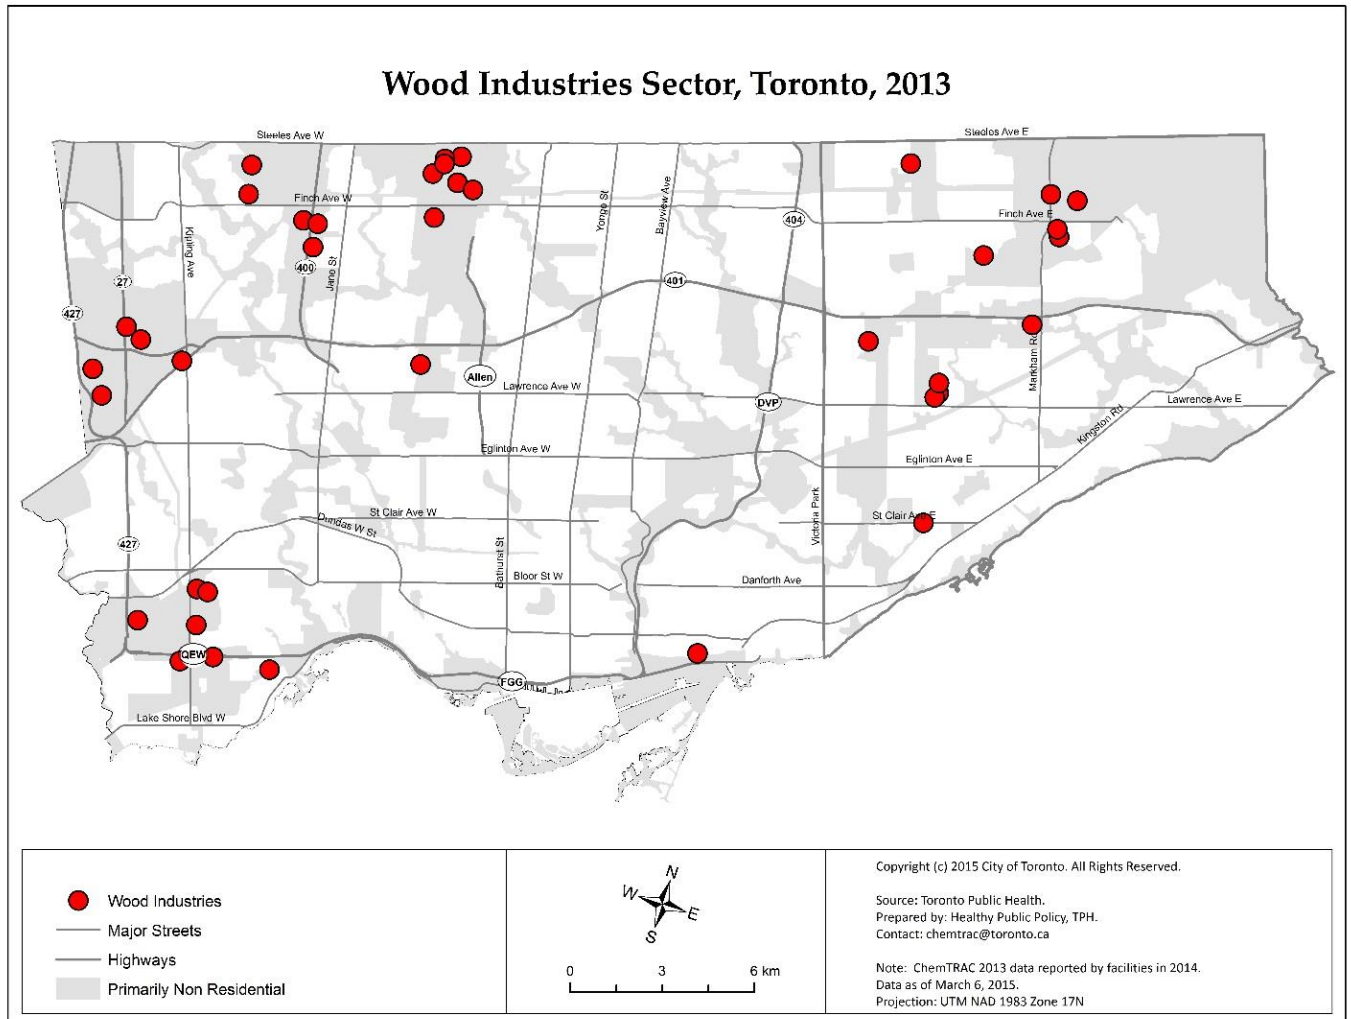 Wood Industries Sector, Toronto, 2013
Steeles Ave W
Steeles Ave E
Finch Ave W
Finch Ave E
Kipling Ave
Jane St
Yonge St
Bayview Ave
404
400
401
27
427
Allen
Markham Rd
Lawrence Ave W
DVP
Lawrence Ave E
Kingston Rd
Eglinton Ave W
Eglinton Ave E
Victoria Park
St Clair Ave W
St Clair Ave E
Dundas W St
427
Bathurst St
Bloor St W
Danforth Ave
QEW
FGG
Lake Shore Blvd W
Wood Industries
Major Streets
Highways
Primarily Non Residential
N
W
E
S
0 3 6 km
Copyright (c) 2015 City of Toronto. All Rights Reserved.
Source: Toronto Public Health.
Prepared by: Healthy Public Policy, TPH.
Contact: chemtrac@toronto.ca
Note: ChemTRAC 2013 data reported by facilities in 2014.
Data as of March 6, 2015.
Projection: UTM NAD 1983 Zone 17N